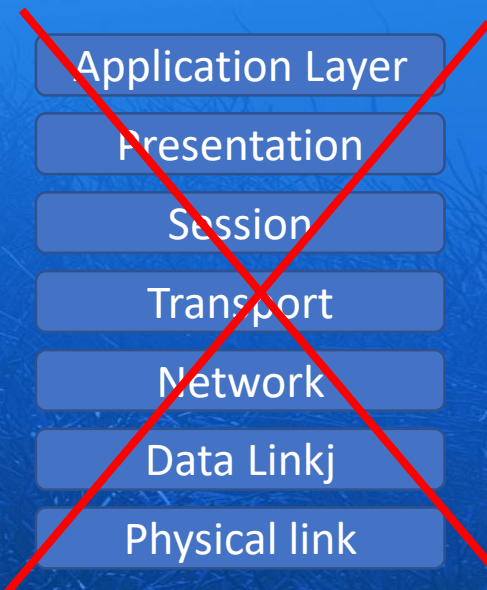 Application Layer
Presentation
Session
Transport
Network
Data Linkj
Physical link